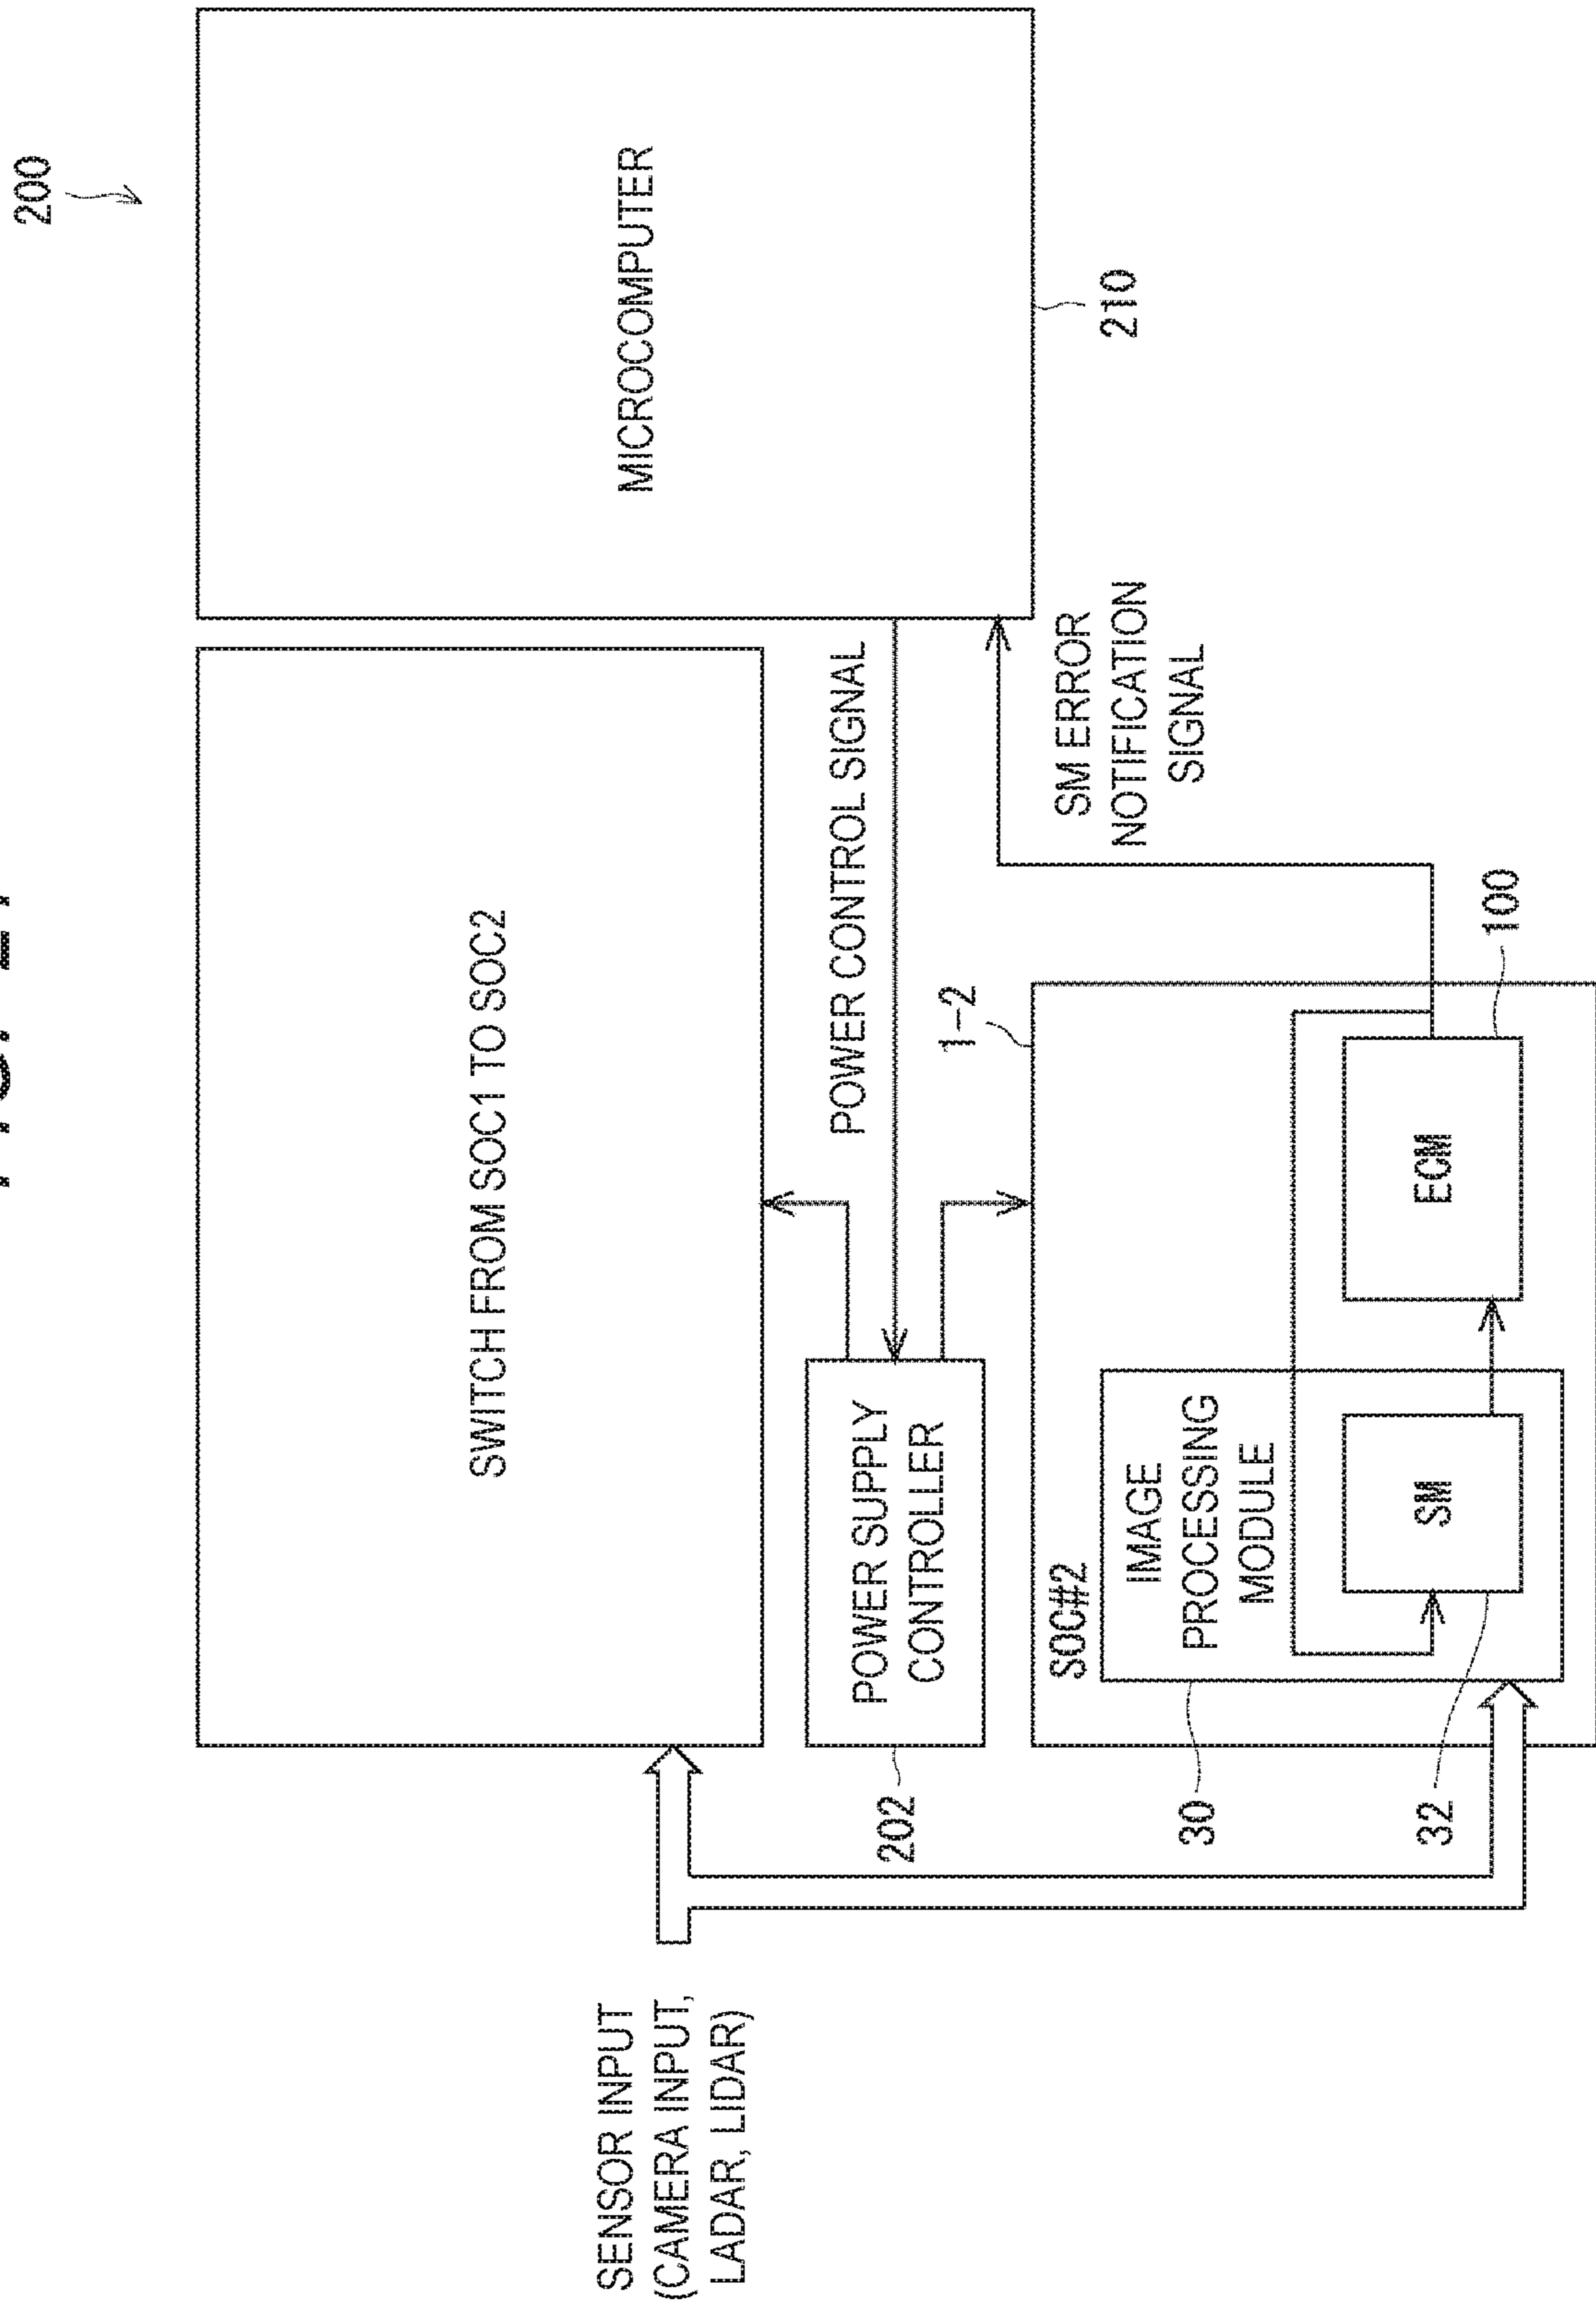 200
SWITCH FROM SOC1 TO SOC2
MICROCOMPUTER
SENSOR INPUT
(CAMERA INPUT,
LADAR, LIDAR)
POWER CONTROL SIGNAL
POWER SUPPLY
CONTROLLER
202
1-2
SOC#2
SM ERROR
NOTIFICATION
SIGNAL
210
IMAGE
PROCESSING
MODULE
30
SM
ECM
32
100